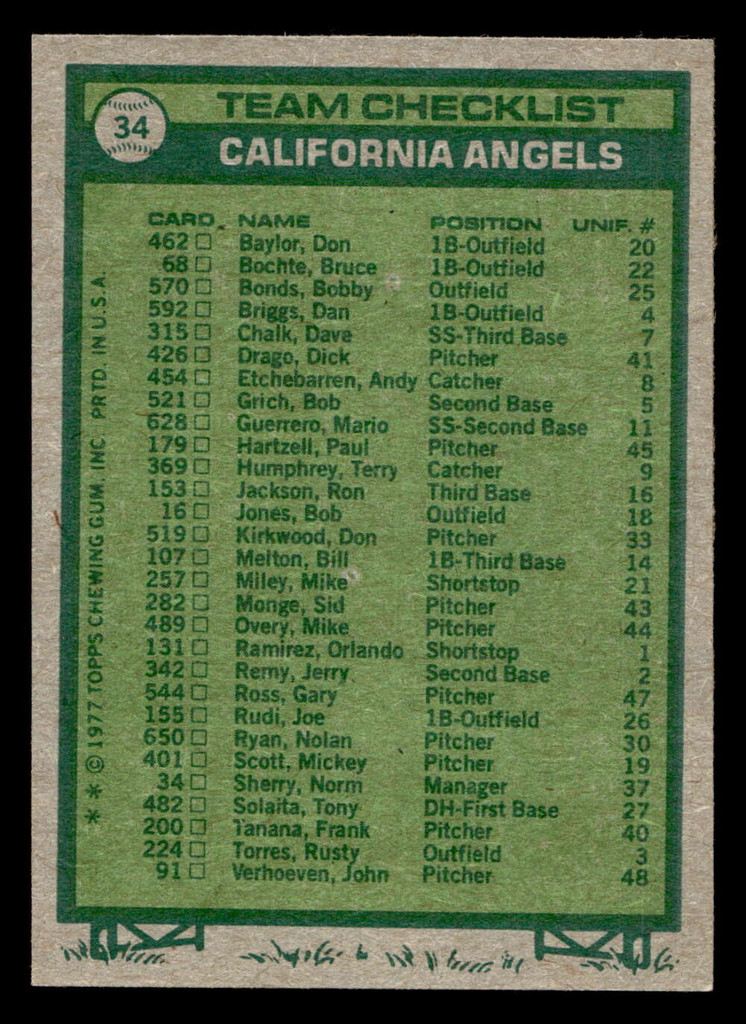 34
TEAM CHECKLIST
CALIFORNIA ANGELS
CARD NAME POSITION UNIF. #
462 □ Baylor, Don 1B-Outfield 20
68 □ Bochte, Bruce 1B-Outfield 22
570 □ Bonds, Bobby Outfield 25
592 □ Briggs, Dan 1B-Outfield 4
315 □ Chalk, Dave SS-Third Base 7
426 □ Drago, Dick Pitcher 41
454 □ Etchebarren, Andy Catcher 8
521 □ Grich, Bob Second Base 5
628 □ Guerrero, Mario SS-Second Base 11
179 □ Hartzell, Paul Pitcher 45
369 □ Humphrey, Terry Catcher 9
153 □ Jackson, Ron Third Base 16
16 □ Jones, Bob Outfield 18
519 □ Kirkwood, Don Pitcher 33
107 □ Melton, Bill 1B-Third Base 14
257 □ Miley, Mike Shortstop 21
282 □ Monge, Sid Pitcher 43
489 □ Overy, Mike Pitcher 44
131 □ Ramirez, Orlando Shortstop 1
342 □ Remy, Jerry Second Base 2
544 □ Ross, Gary Pitcher 47
155 □ Rudi, Joe 1B-Outfield 26
650 □ Ryan, Nolan Pitcher 30
401 □ Scott, Mickey Pitcher 19
34 □ Sherry, Norm Manager 37
482 □ Solaita, Tony DH-First Base 27
200 □ Tanana, Frank Pitcher 40
224 □ Torres, Rusty Outfield 3
91 □ Verhoeven, John Pitcher 48
* * © 1977 TOPPS CHEWING GUM, INC. PRTD. IN U.S.A.